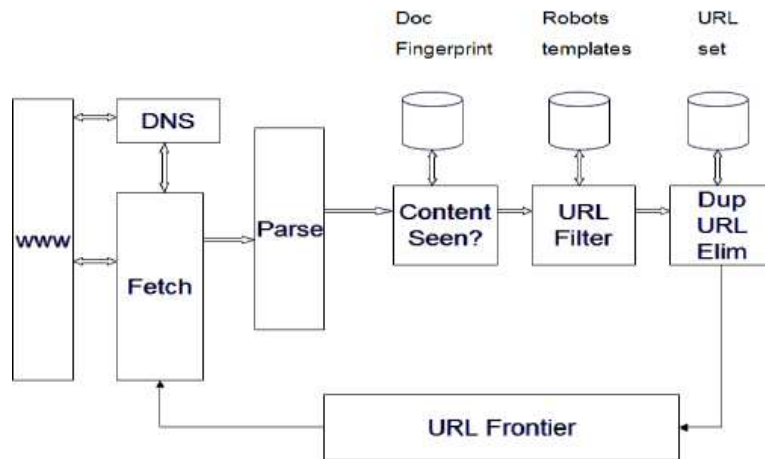 Doc
Fingerprint
Robots
templates
URL
set
DNS
www
Fetch
Parse
Content
Seen?
URL
Filter
Dup
URL
Elim
URL Frontier